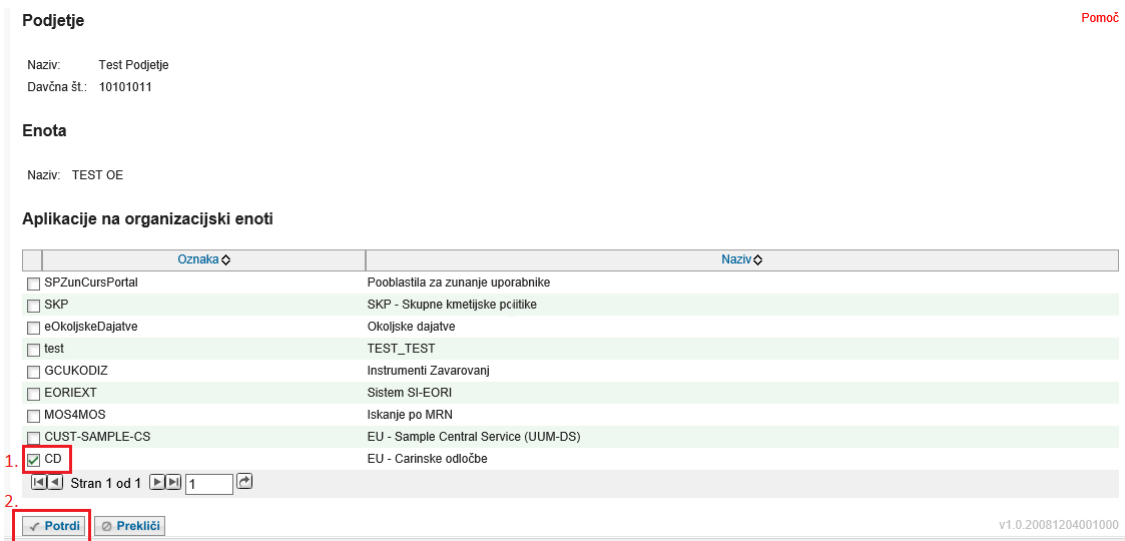 Podjetje
Pomoč
Naziv: Test Podjetje
Davčna št.: 10101011
Enota
Naziv: TEST OE
Aplikacije na organizacijski enoti
Oznaka Naziv
SPZunCursPortal Pooblastila za zunanje uporabnike
SKP SKP - Skupne kmetijske politike
eOkoljskeDajatve Okoljske dajatve
test TEST_TEST
GCUKODIZ Instrumenti Zavarovanj
EORIEXT Sistem SI-EORI
MOS4MOS Iskanje po MRN
CUST-SAMPLE-CS EU - Sample Central Service (UUM-DS)
1. CD EU - Carinske odločbe
Stran 1 od 1 1
2.
Potrdi Prekliči v1.0.20081204001000